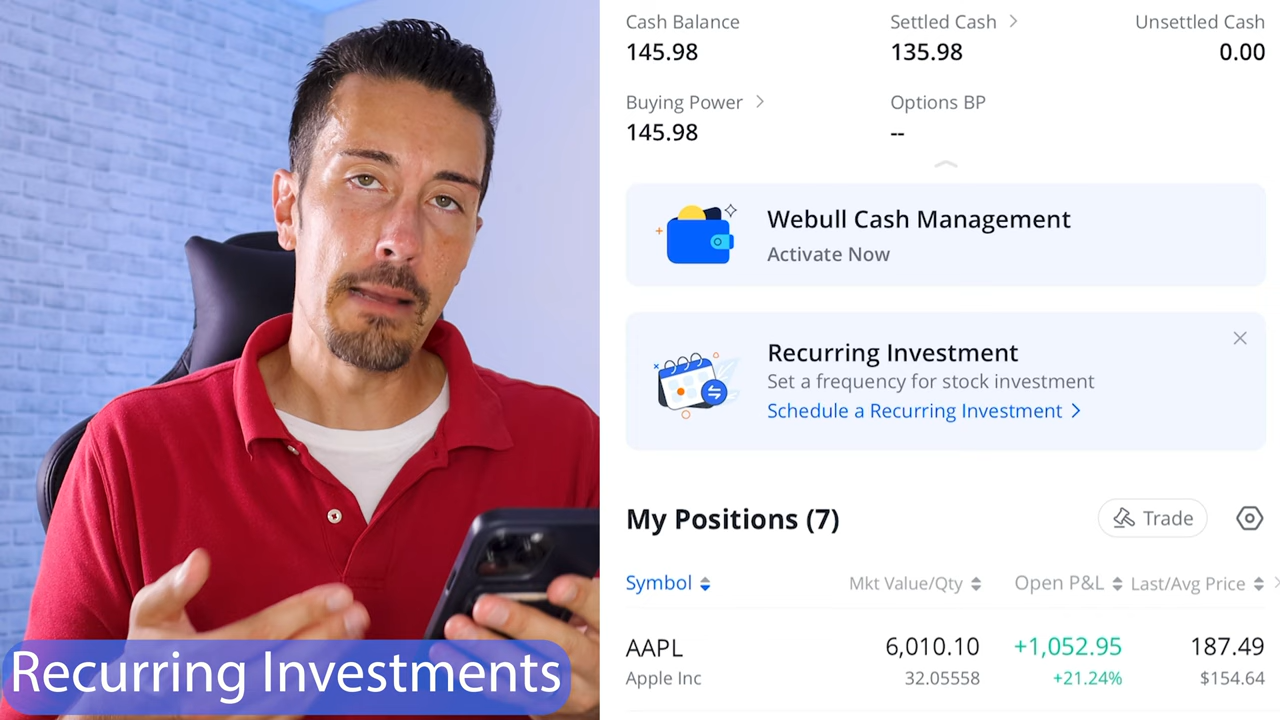 Recurring Investments
Cash Balance Settled Cash Unsettled Cash
145.98 135.98 0.00
Buying Power Options BP
145.98 --
Webull Cash Management
Activate Now
Recurring Investment
Set a frequency for stock investment
Schedule a Recurring Investment
My Positions (7) Trade
Symbol Mkt Value/Qty Open P&L Last/Avg Price
AAPL 6,010.10 +1,052.95 187.49
Apple Inc 32.05558 +21.24% $154.64